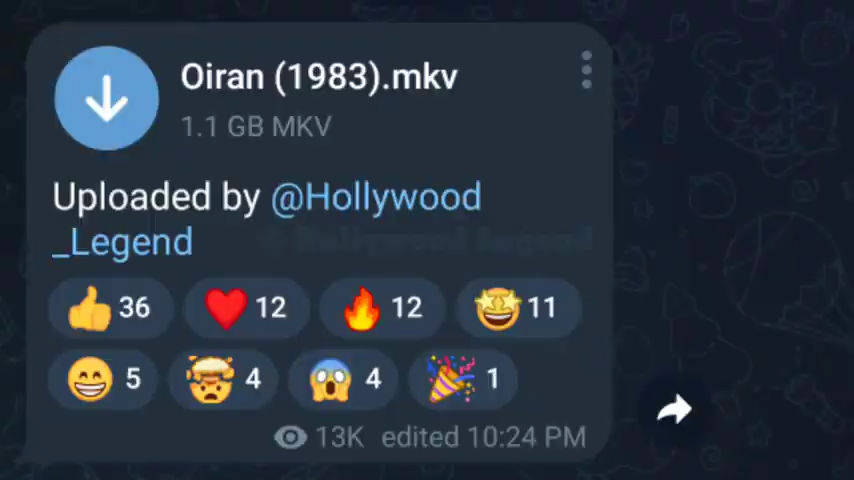 Oiran (1983).mkv
1.1 GB MKV
Uploaded by @Hollywood
_Legend
36 12 12 11
5 4 4 1
13K edited 10:24 PM